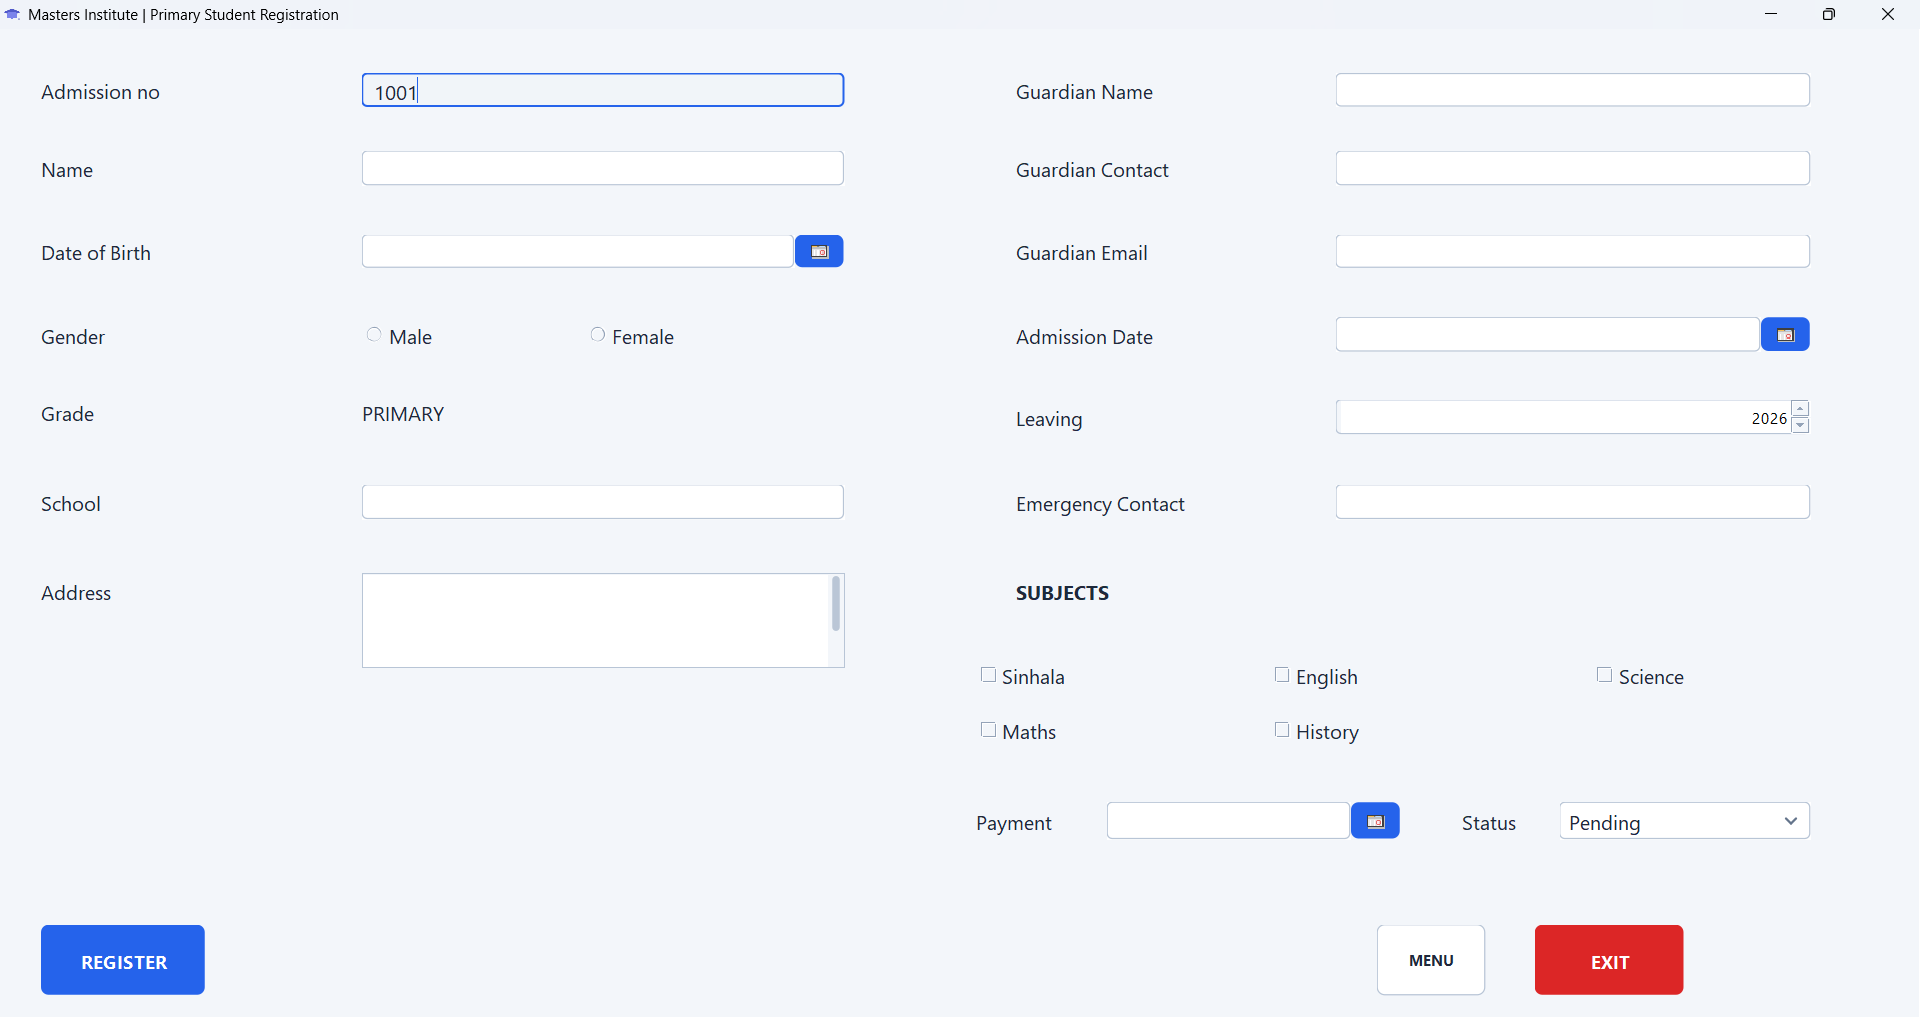 Masters Institute | Primary Student Registration
Admission no 1001
Name
Date of Birth
Gender Male Female
Grade PRIMARY
School
Address
Guardian Name
Guardian Contact
Guardian Email
Admission Date
Leaving 2026
Emergency Contact
SUBJECTS
Sinhala English Science
Maths History
Payment Status Pending
REGISTER MENU EXIT